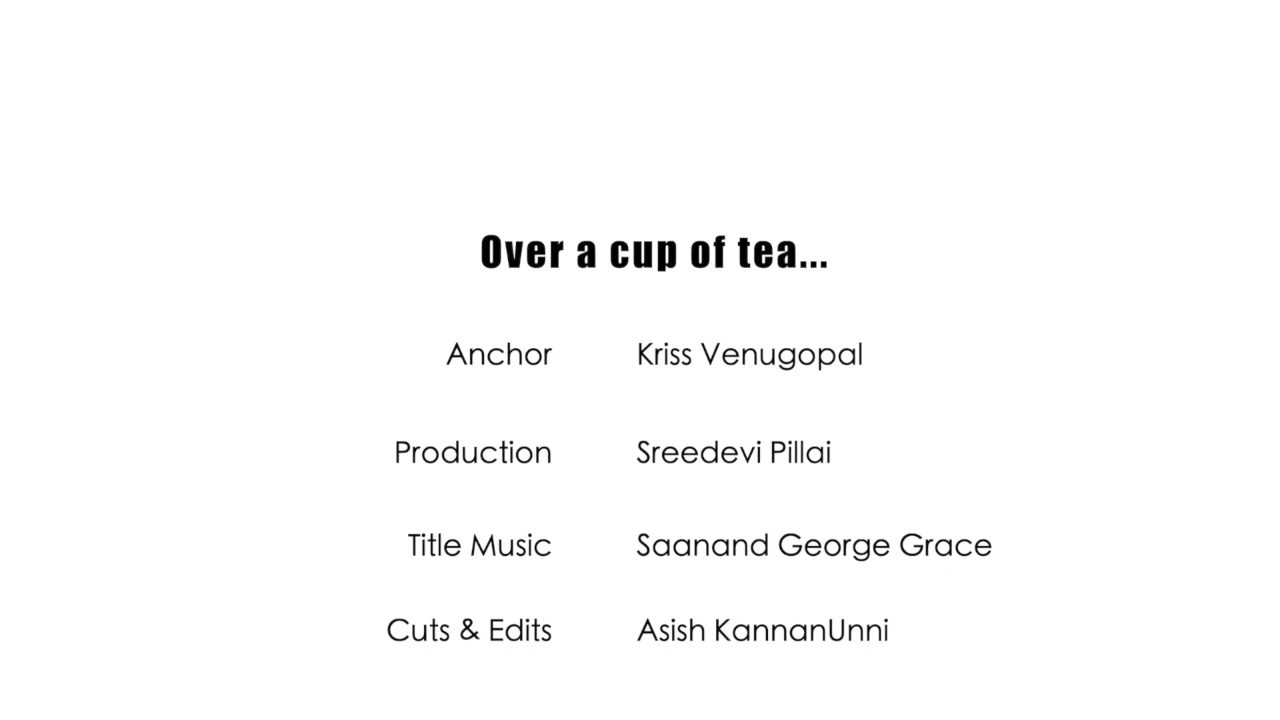 Over a cup of tea...
Anchor Kriss Venugopal
Production Sreedevi Pillai
Title Music Saanand George Grace
Cuts & Edits Asish KannanUnni